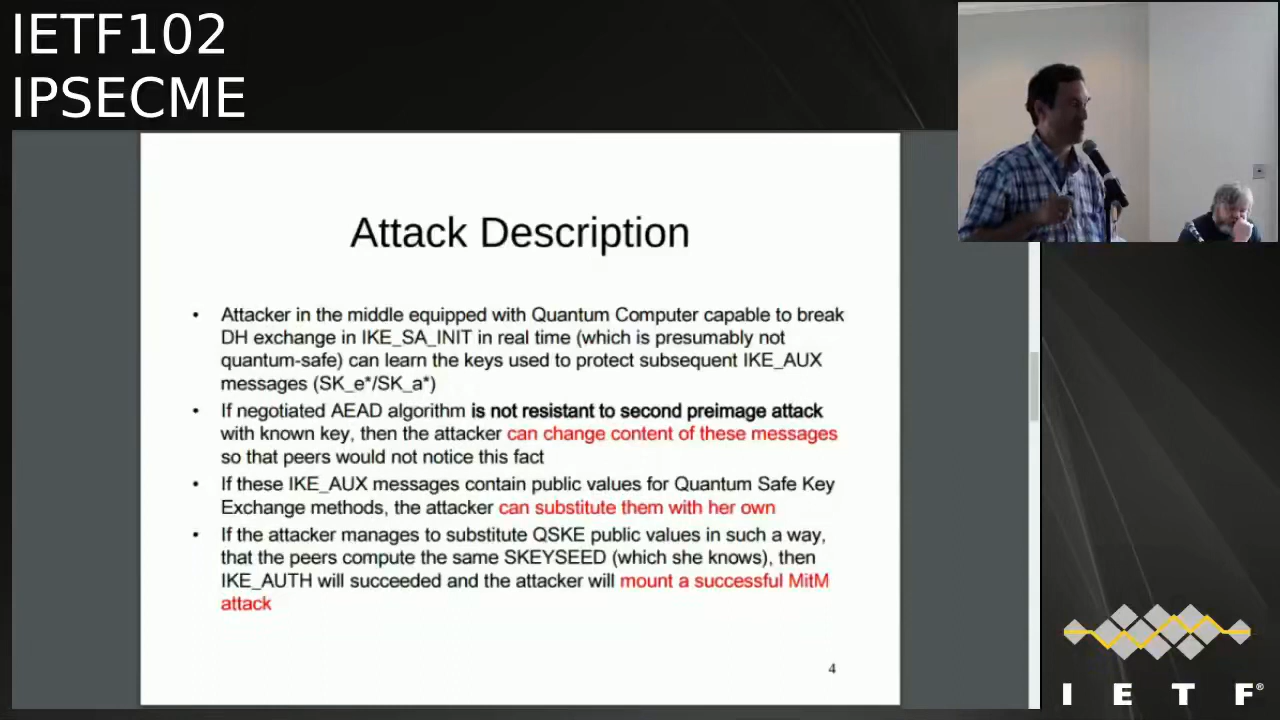 IETF102
IPSECME
Attack Description
• Attacker in the middle equipped with Quantum Computer capable to break
DH exchange in IKE_SA_INIT in real time (which is presumably not
quantum-safe) can learn the keys used to protect subsequent IKE_AUX
messages (SK_e*/SK_a*)
• If negotiated AEAD algorithm is not resistant to second preimage attack
with known key, then the attacker can change content of these messages
so that peers would not notice this fact
• If these IKE_AUX messages contain public values for Quantum Safe Key
Exchange methods, the attacker can substitute them with her own
• If the attacker manages to substitute QSKE public values in such a way,
that the peers compute the same SKEYSEED (which she knows), then
IKE_AUTH will succeeded and the attacker will mount a successful MitM
attack
4
I E T F®